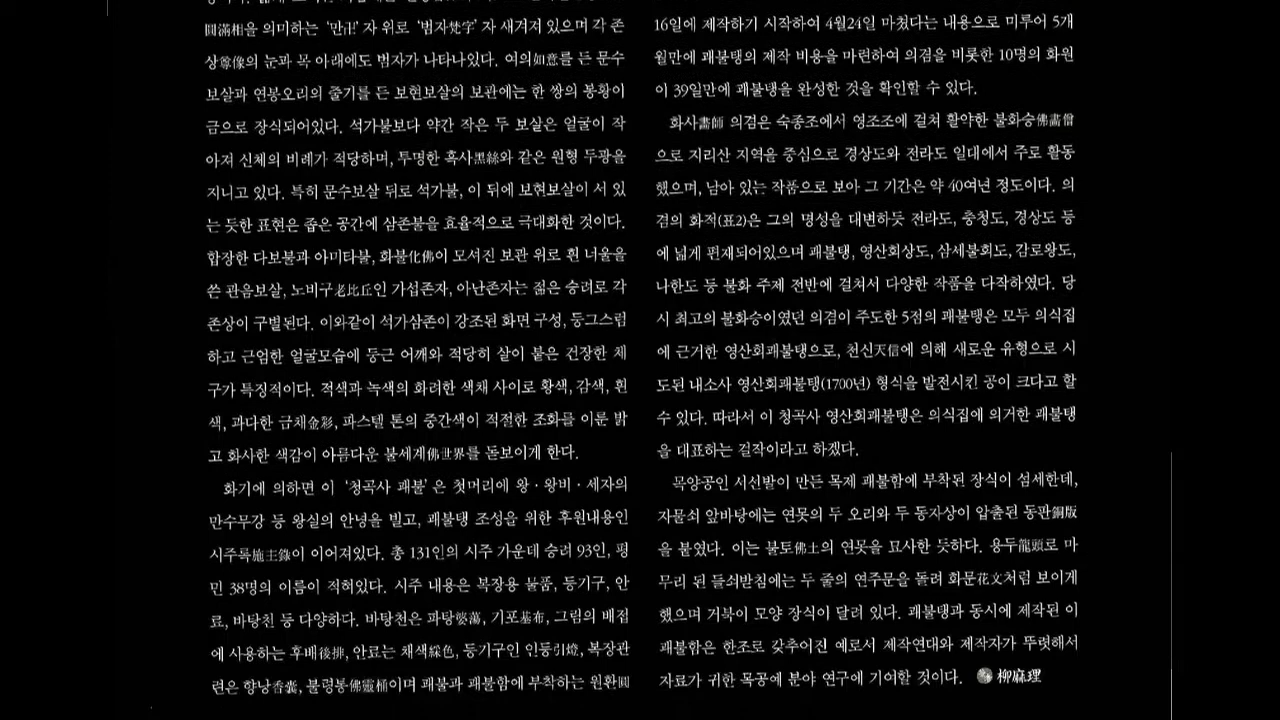 圓滿相을 의미하는 ‘만卍’자 위로 ‘범자梵字’자 새겨져 있으며 각 존
상尊像의 눈과 목 아래에도 범자가 나타나있다. 여의如意를 든 문수
보살과 연봉오리의 줄기를 든 보현보살의 보관에는 한 쌍의 봉황이
금으로 장식되어있다. 석가불보다 약간 작은 두 보살은 얼굴이 작
아져 신체의 비례가 적당하며, 투명한 흑사黑絲와 같은 원형 두광을
지니고 있다. 특히 문수보살 뒤로 석가불, 이 뒤에 보현보살이 서 있
는 듯한 표현은 좁은 공간에 삼존불을 효율적으로 극대화한 것이다.
합장한 다보불과 아미타불, 화불化佛이 모셔진 보관 위로 흰 너울을
쓴 관음보살, 노비구老比丘인 가섭존자, 아난존자는 젊은 승려로 각
존상이 구별된다. 이와같이 석가삼존이 강조된 화면 구성, 둥그스럼
하고 근엄한 얼굴모습에 둥근 어깨와 적당히 살이 붙은 건장한 체
구가 특징적이다. 적색과 녹색의 화려한 색채 사이로 황색, 감색, 흰
색, 과다한 금채金彩, 파스텔 톤의 중간색이 적절한 조화를 이룬 밝
고 화사한 색감이 아름다운 불세계佛世界를 돋보이게 한다.
화기에 의하면 이 ‘청곡사 괘불’은 첫머리에 왕·왕비·세자의
만수무강 등 왕실의 안녕을 빌고, 괘불탱 조성을 위한 후원내용인
시주록施主錄이 이어져있다. 총 131인의 시주 가운데 승려 93인, 평
민 38명의 이름이 적혀있다. 시주 내용은 복장용 물품, 등기구, 안
료, 바탕천 등 다양하다. 바탕천은 파탕婆蕩, 기포基布, 그림의 배접
에 사용하는 후배後排, 안료는 채색綵色, 등기구인 인등引燈, 복장관
련은 향낭香囊, 불령통佛靈桶이며 괘불과 괘불함에 부착하는 원환圓
16일에 제작하기 시작하여 4월24일 마쳤다는 내용으로 미루어 5개
월만에 괘불탱의 제작 비용을 마련하여 의겸을 비롯한 10명의 화원
이 39일만에 괘불탱을 완성한 것을 확인할 수 있다.
화사畵師 의겸은 숙종조에서 영조조에 걸쳐 활약한 불화승佛畵僧
으로 지리산 지역을 중심으로 경상도와 전라도 일대에서 주로 활동
했으며, 남아 있는 작품으로 보아 그 기간은 약 40여년 정도이다. 의
겸의 화적(표2)은 그의 명성을 대변하듯 전라도, 충청도, 경상도 등
에 넓게 편재되어있으며 괘불탱, 영산회상도, 삼세불회도, 감로왕도,
나한도 등 불화 주제 전반에 걸쳐서 다양한 작품을 다작하였다. 당
시 최고의 불화승이였던 의겸이 주도한 5점의 괘불탱은 모두 의식집
에 근거한 영산회괘불탱으로, 천신天信에 의해 새로운 유형으로 시
도된 내소사 영산회괘불탱(1700년) 형식을 발전시킨 공이 크다고 할
수 있다. 따라서 이 청곡사 영산회괘불탱은 의식집에 의거한 괘불탱
을 대표하는 걸작이라고 하겠다.
목양공인 서선발이 만든 목제 괘불함에 부착된 장식이 섬세한데,
자물쇠 앞바탕에는 연못의 두 오리와 두 동자상이 압출된 동판銅版
을 붙였다. 이는 불토佛土의 연못을 묘사한 듯하다. 용두龍頭로 마
무리 된 들쇠받침에는 두 줄의 연주문을 돌려 화문花文처럼 보이게
했으며 거북이 모양 장식이 달려 있다. 괘불탱과 동시에 제작된 이
괘불함은 한조로 갖추어진 예로서 제작연대와 제작자가 뚜렷해서
자료가 귀한 목공예 분야 연구에 기여할 것이다. 柳麻理